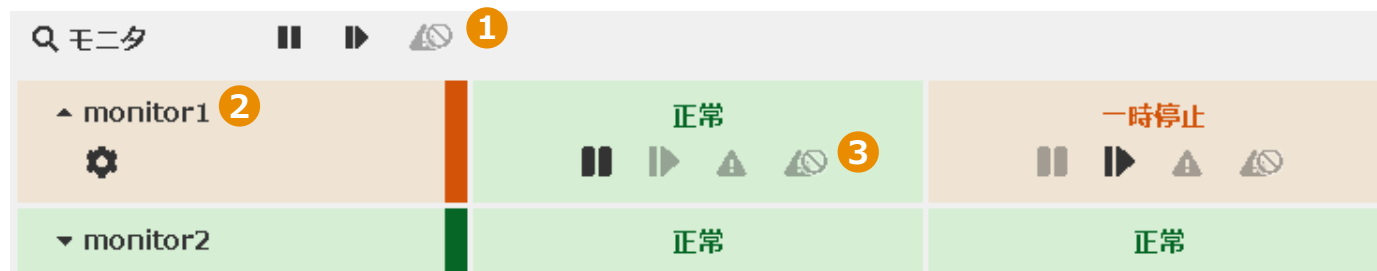 モニタ 1
monitor1 2 正常 一時停止
3
monitor2 正常 正常